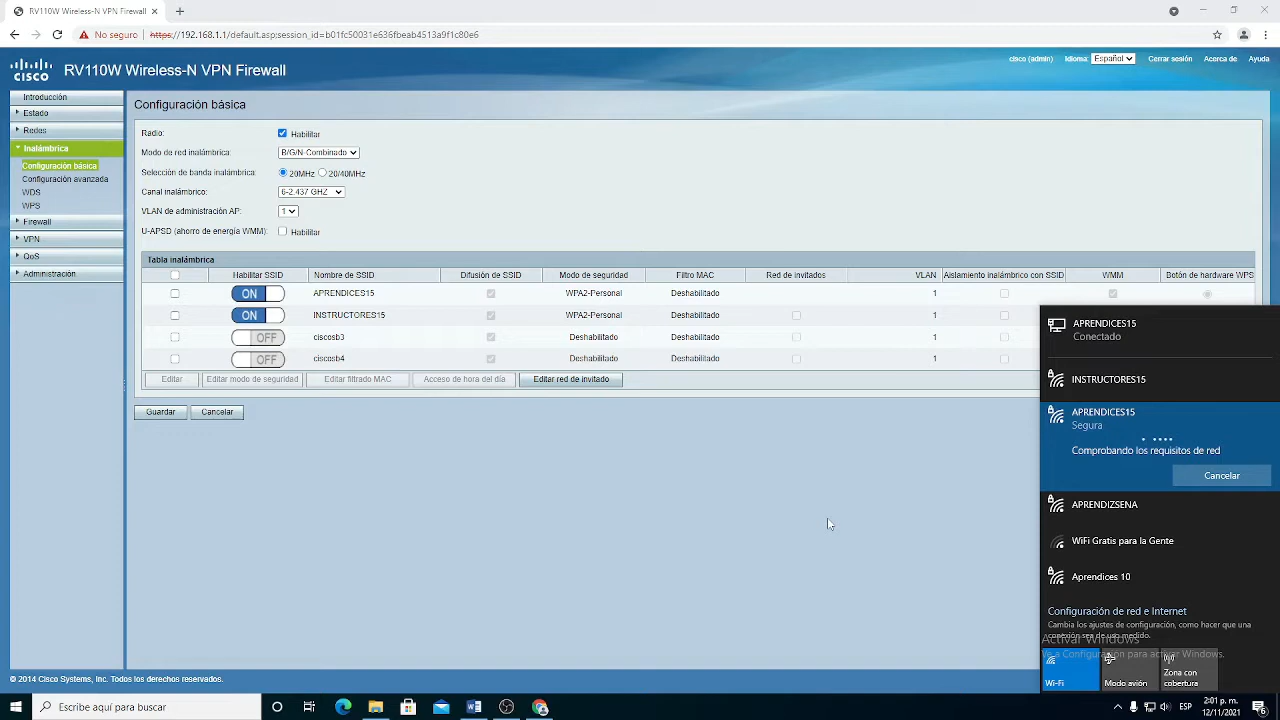 RV110W Wireless-N VPN Firewall
No seguro
https://192.168.1.1/default.asp;session_id=b01fc50031e636fbeab4513a9f1c80e6
cisco RV110W Wireless-N VPN Firewall
cisco (admin) Idioma: Español Cerrar sesión Acerca de Ayuda
Introducción
Estado
Redes
Inalámbrica
Configuración básica
Configuración avanzada
WDS
WPS
Firewall
VPN
QoS
Administración
Configuración básica
Radio: Habilitar
Modo de red inalámbrica: B/G/N-Combinado
Selección de banda inalámbrica: 20MHz 20/40MHz
Canal inalámbrico: 6-2.437 GHZ
VLAN de administración AP: 1
U-APSD (ahorro de energía WMM): Habilitar
Tabla inalámbrica
Habilitar SSID Nombre de SSID Difusión de SSID Modo de seguridad Filtro MAC Red de invitados VLAN Aislamiento inalámbrico con SSID WMM Botón de hardware WPS
ON APRENDICES15 WPA2-Personal Deshabilitado 1
ON INSTRUCTORES15 WPA2-Personal Deshabilitado 1
OFF ciscosb3 Deshabilitado Deshabilitado 1
OFF ciscosb4 Deshabilitado Deshabilitado 1
Editar Editar modo de seguridad Editar filtrado MAC Acceso de hora del día Editar red de invitado
Guardar Cancelar
APRENDICES15
Conectado
INSTRUCTORES15
APRENDICES15
Segura
Comprobando los requisitos de red
Cancelar
APRENDIZSENA
WiFi Gratis para la Gente
Aprendices 10
Configuración de red e Internet
Cambia los ajustes de configuración, como hacer que una
conexión sea de uso medido.
Activar Windows
Ve a Configuración para activar Windows.
Wi-Fi
Modo avión
Zona con
cobertura
© 2014 Cisco Systems, Inc. Todos los derechos reservados.
Escribe aquí para buscar
ESP
2:01 p. m.
12/11/2021
6